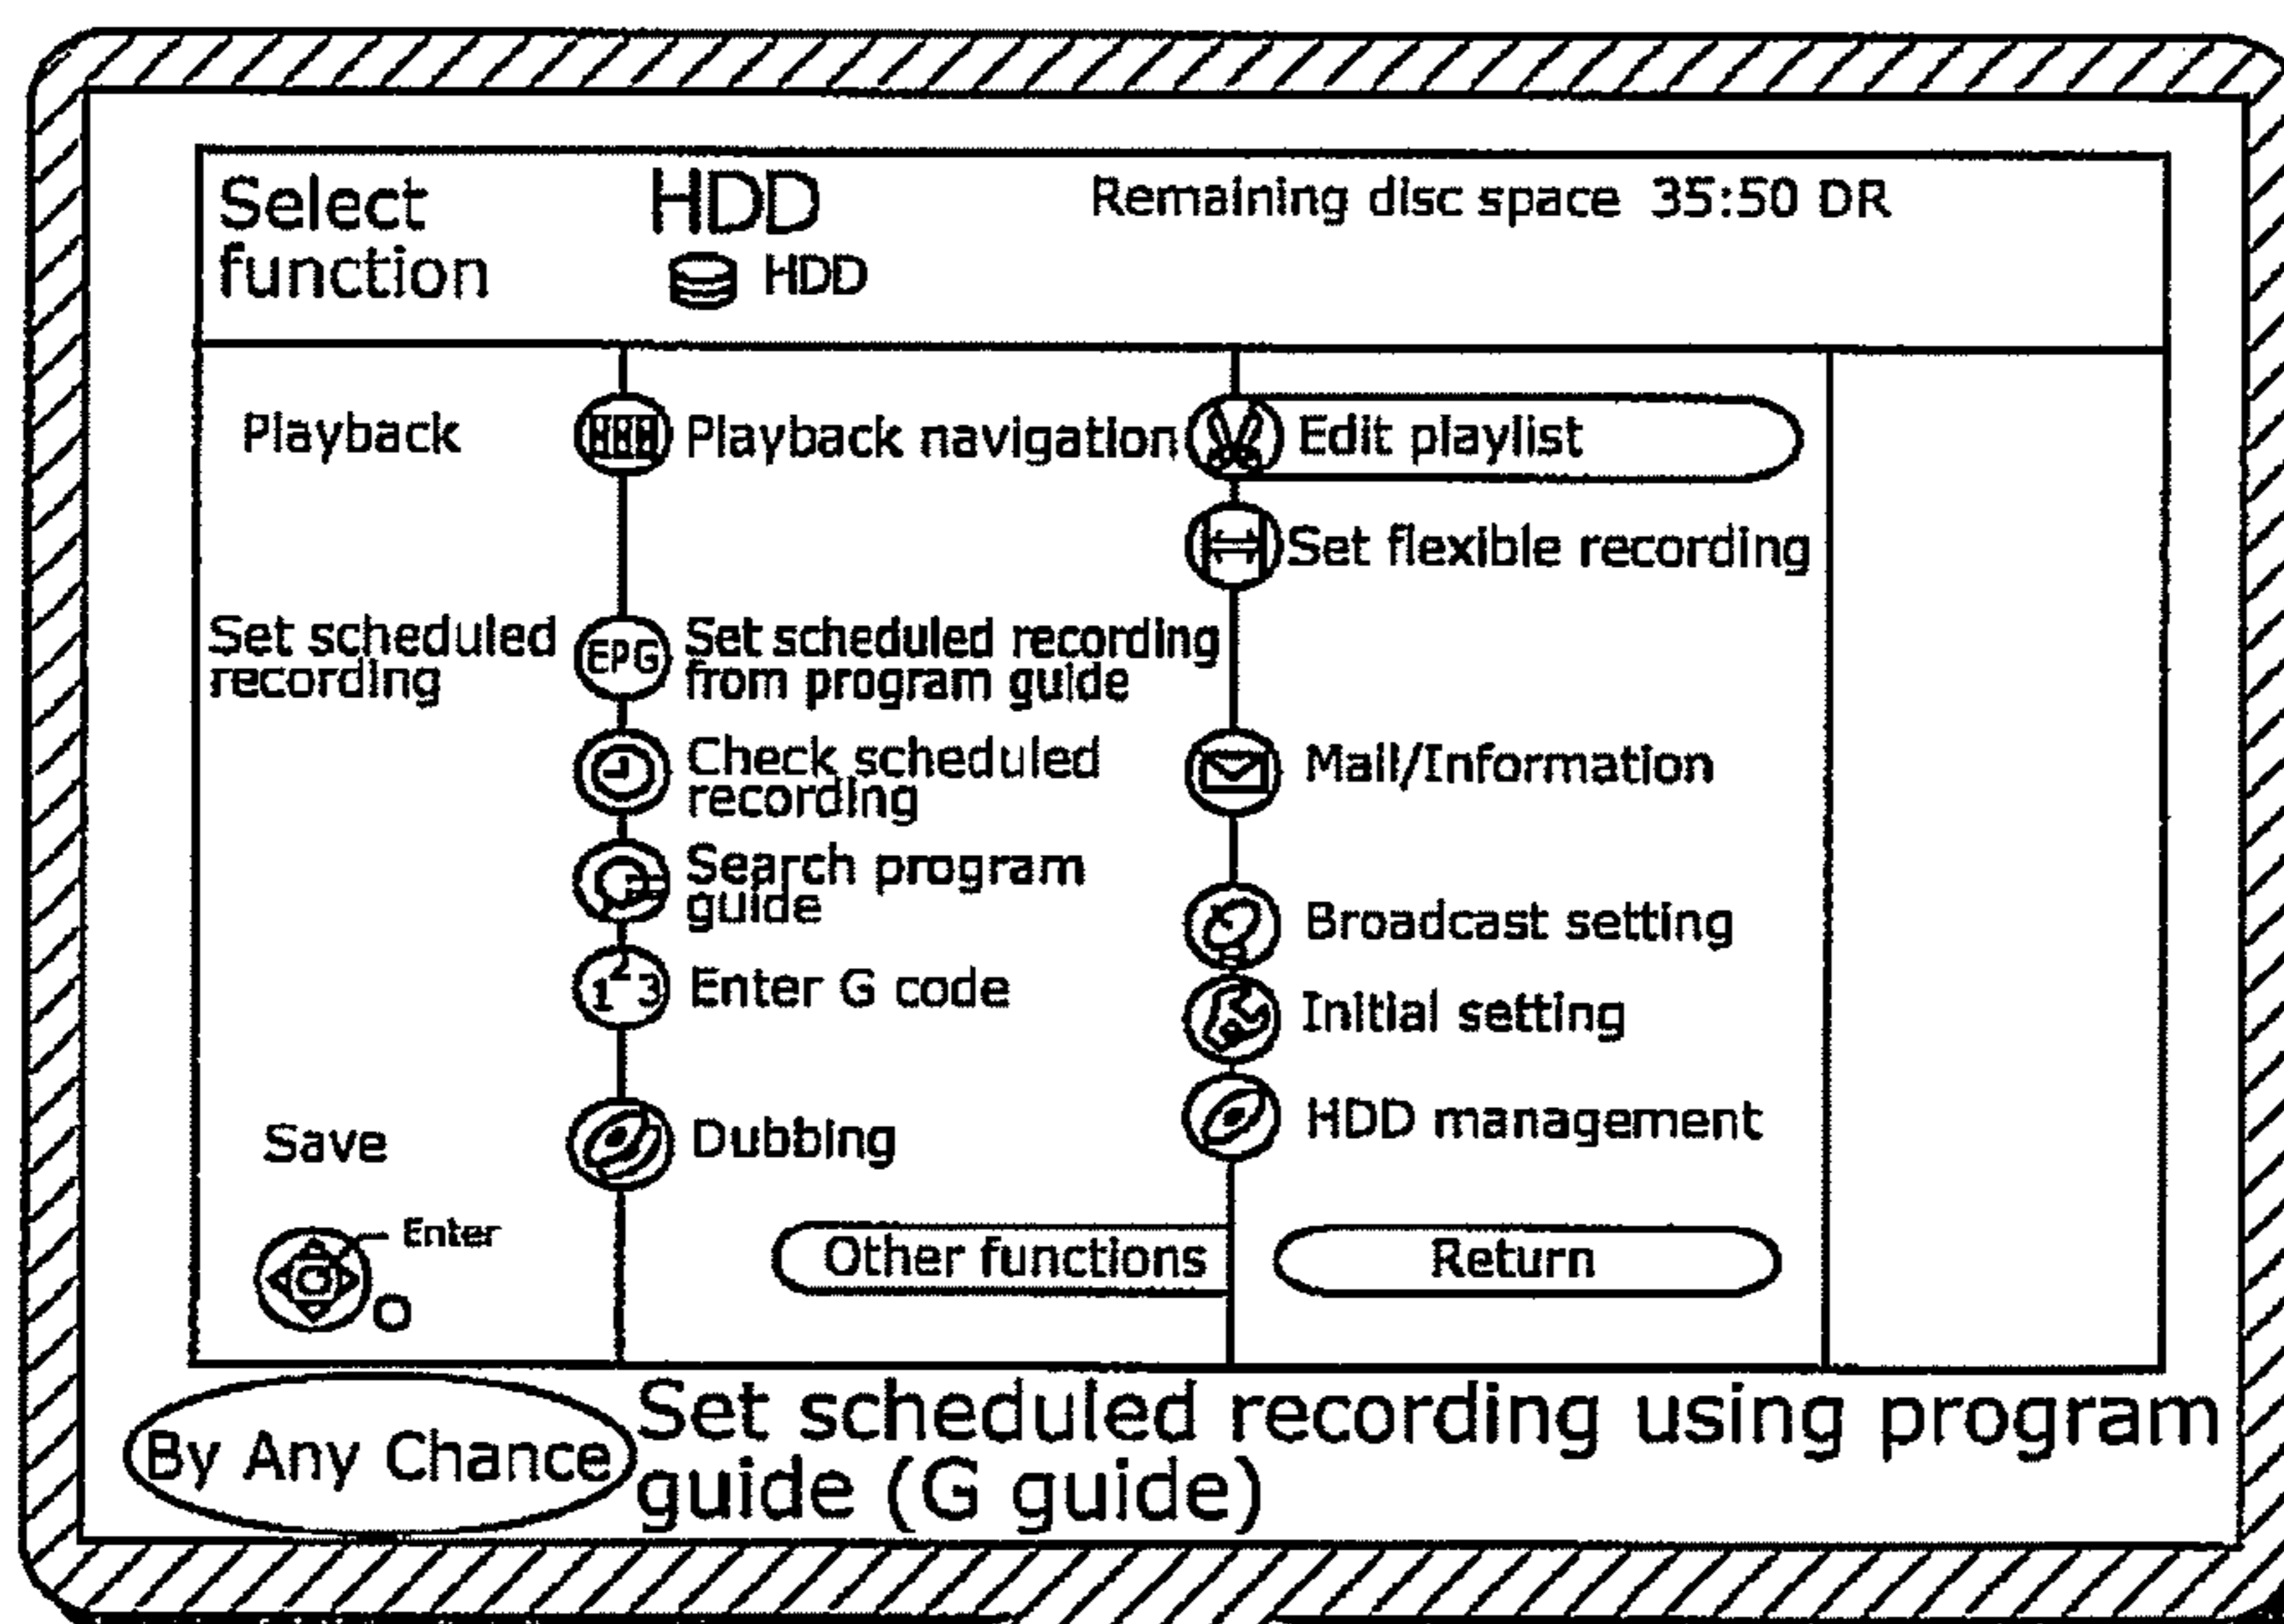 Select
function
HDD
HDD
Remaining disc space 35:50 DR
Playback
Playback navigation
Edit playlist
Set flexible recording
Set scheduled
recording
EPG
Set scheduled recording
from program guide
Check scheduled
recording
Mail/Information
Search program
guide
Broadcast setting
1 2 3
Enter G code
Initial setting
Save
Dubbing
HDD management
Enter
Other functions
Return
By Any Chance
Set scheduled recording using program
guide (G guide)